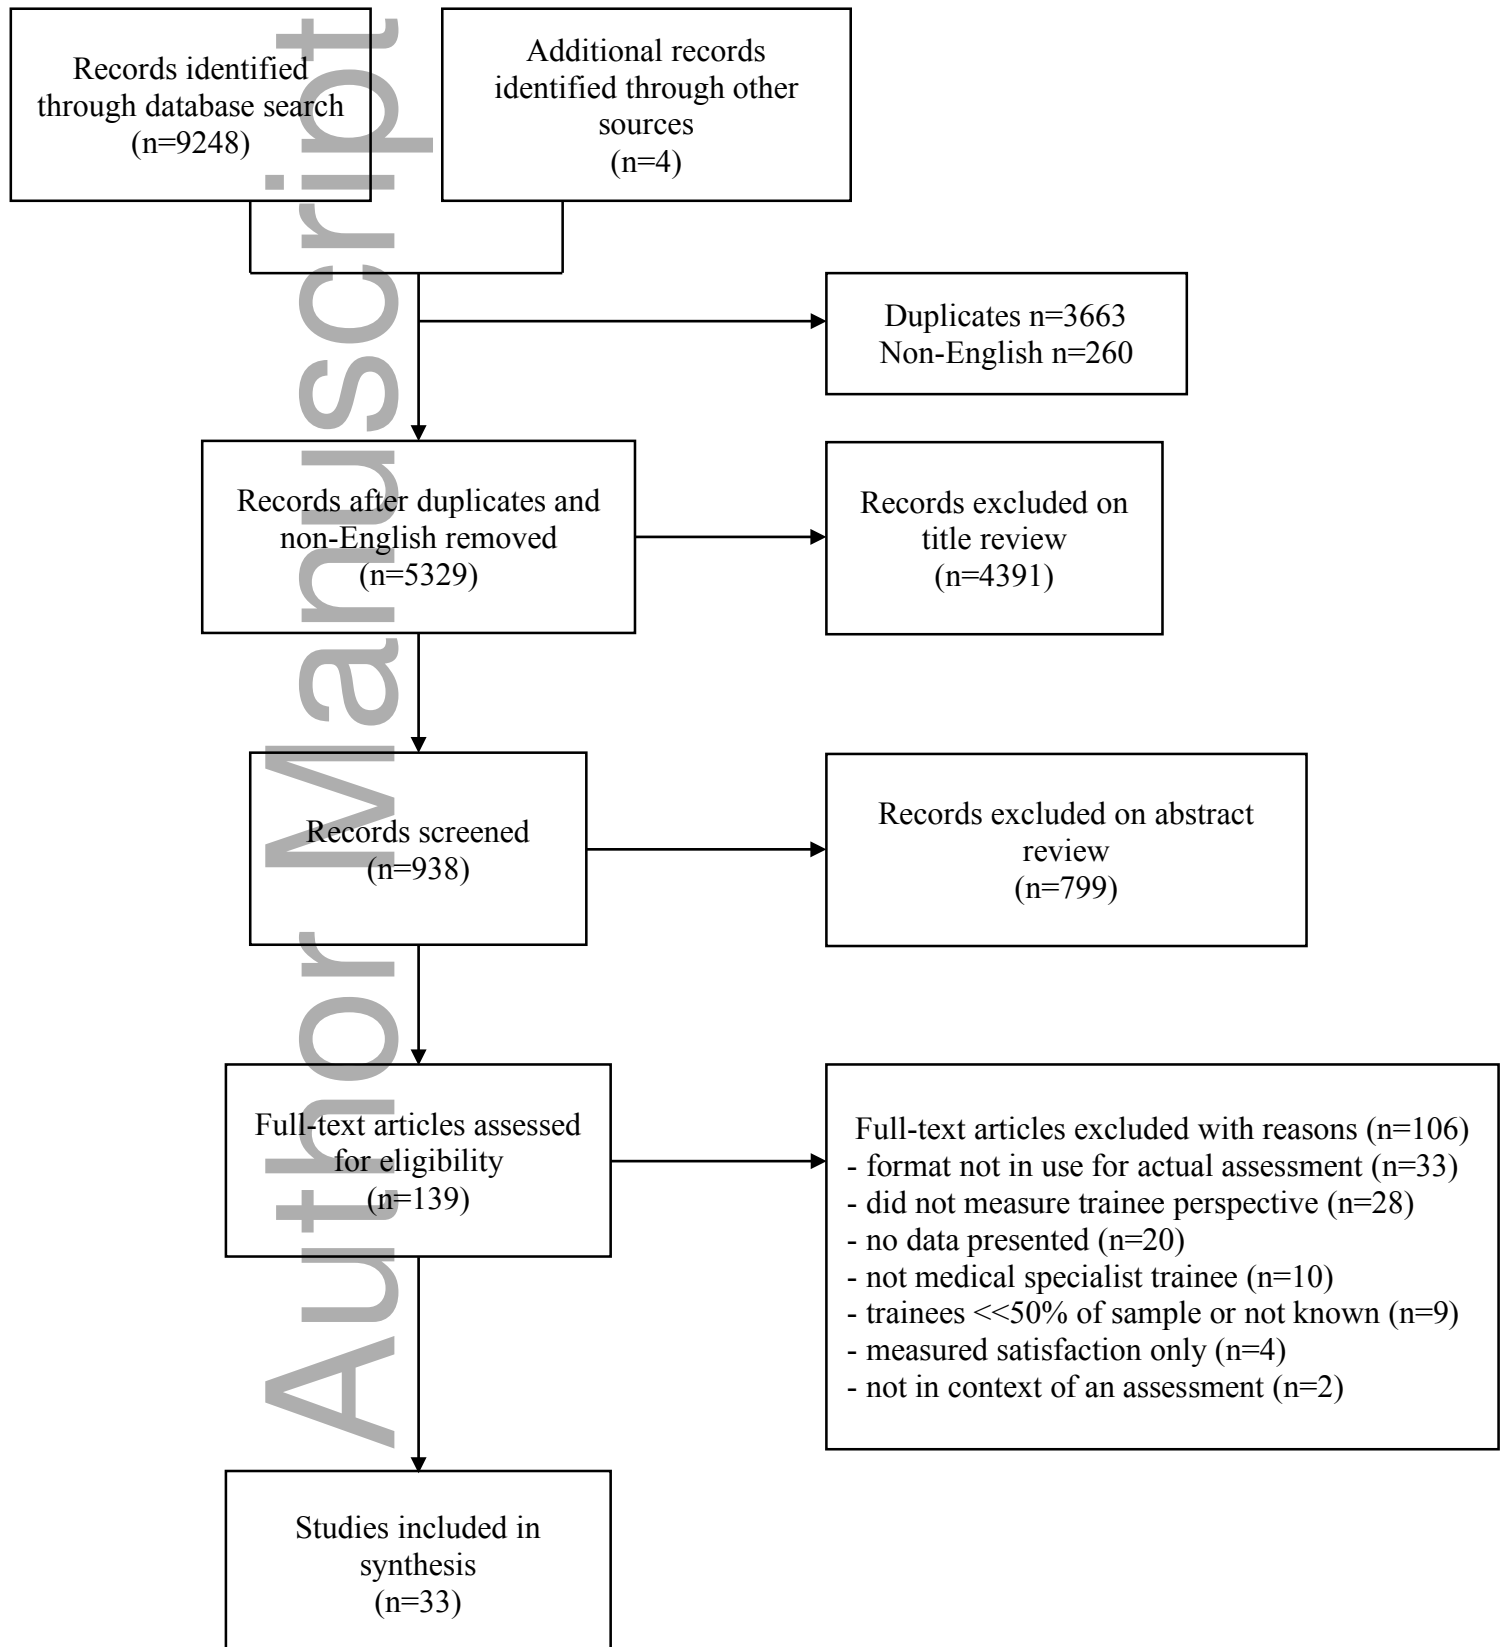 Records identified
through database search
(n=9248)
Additional records
identified through other
sources
(n=4)
Duplicates n=3663
Non-English n=260
Records after duplicates and
non-English removed
(n=5329)
Records excluded on
title review
(n=4391)
Records screened
(n=938)
Records excluded on abstract
review
(n=799)
Full-text articles assessed
for eligibility
(n=139)
Full-text articles excluded with reasons (n=106)
- format not in use for actual assessment (n=33)
- did not measure trainee perspective (n=28)
- no data presented (n=20)
- not medical specialist trainee (n=10)
- trainees <<50% of sample or not known (n=9)
- measured satisfaction only (n=4)
- not in context of an assessment (n=2)
Studies included in
synthesis
(n=33)
Author Manuscript